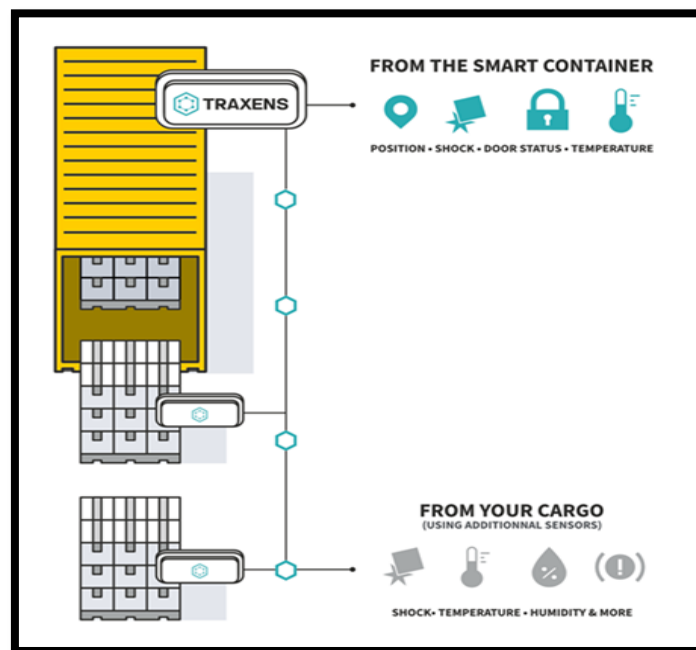 TRAXENS
FROM THE SMART CONTAINER
POSITION • SHOCK • DOOR STATUS • TEMPERATURE
FROM YOUR CARGO
(USING ADDITIONNAL SENSORS)
%
SHOCK• TEMPERATURE • HUMIDITY & MORE